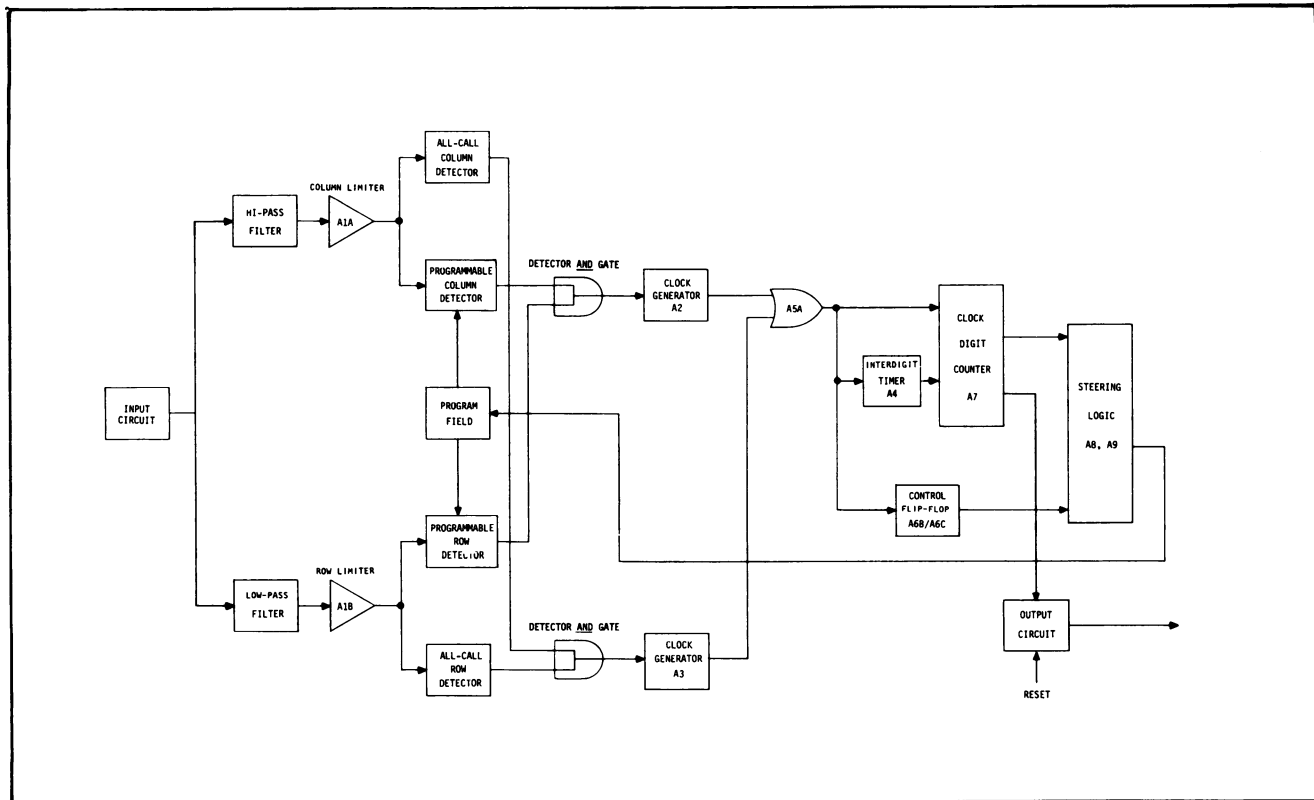 ALL-CALL
COLUMN
DETECTOR
COLUMN LIMITER
HI-PASS
FILTER
A1A
PROGRAMMABLE
COLUMN
DETECTOR
DETECTOR AND GATE
CLOCK
GENERATOR
A2
A5A
CLOCK
DIGIT
COUNTER
A7
INTERDIGIT
TIMER
A4
STEERING
LOGIC
A8, A9
INPUT
CIRCUIT
PROGRAM
FIELD
CONTROL
FLIP-FLOP
A6B/A6C
PROGRAMMABLE
ROW
DETECTOR
ROW LIMITER
LOW-PASS
FILTER
A1B
ALL-CALL
ROW
DETECTOR
DETECTOR AND GATE
CLOCK
GENERATOR
A3
OUTPUT
CIRCUIT
RESET